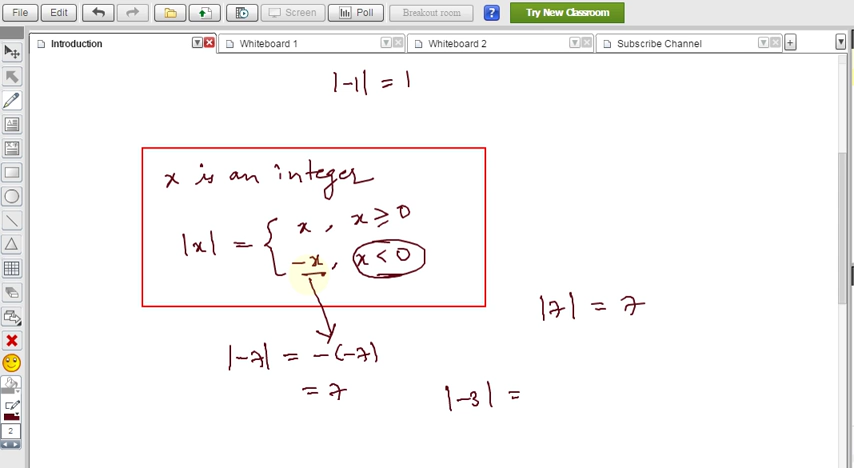 File Edit Screen Poll Breakout room ? Try New Classroom
Introduction Whiteboard 1 Whiteboard 2 Subscribe Channel
|-1| = 1
x is an integer
|x| = { x , x ≥ 0
-x , x < 0
|7| = 7
|-7| = -(-7)
= 7
|-3| =
2